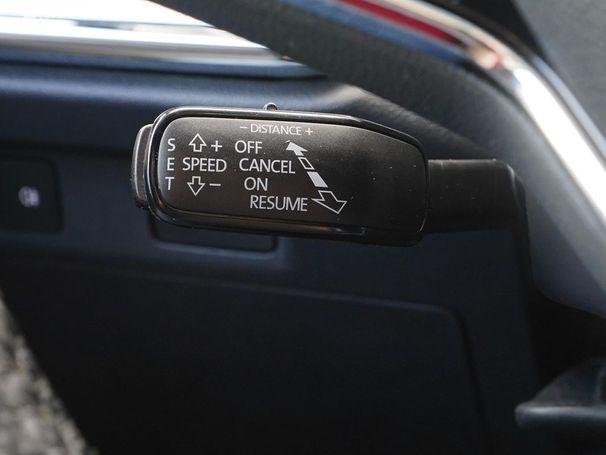 − DISTANCE +
S + OFF
E SPEED CANCEL
T − ON
RESUME